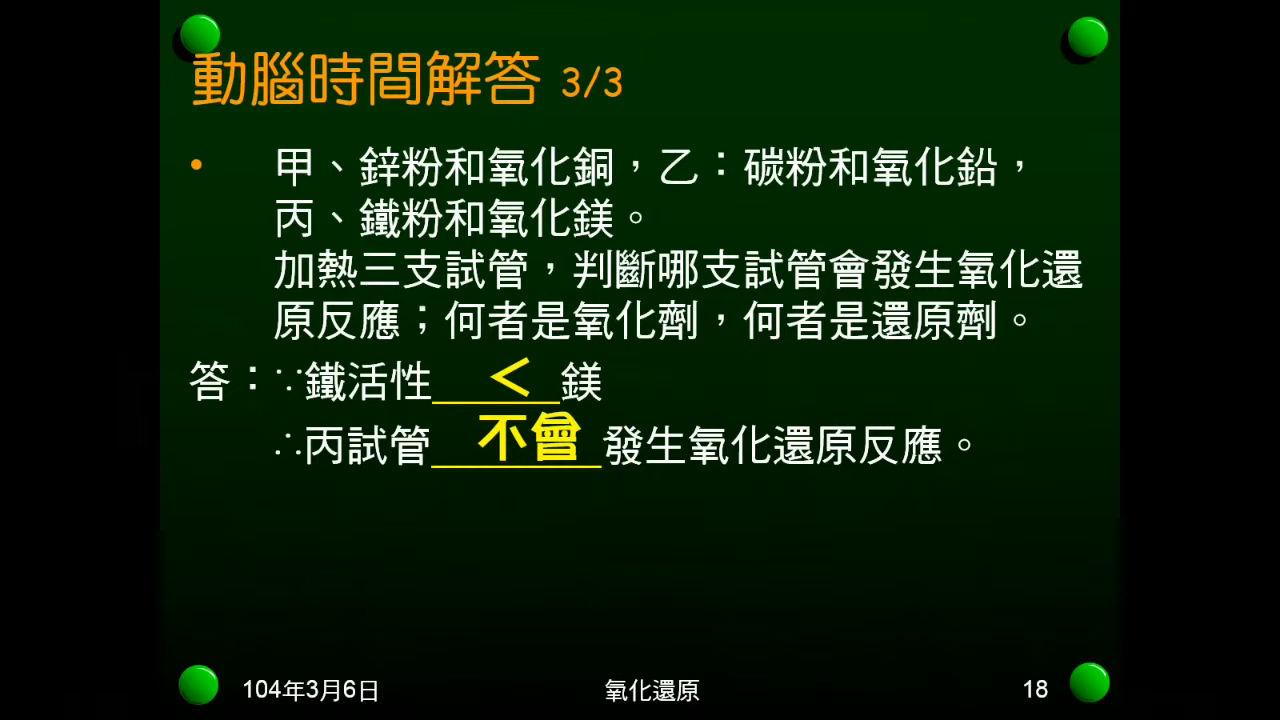 動腦時間解答 3/3
• 甲、鋅粉和氧化銅，乙：碳粉和氧化鉛，
丙、鐵粉和氧化鎂。
加熱三支試管，判斷哪支試管會發生氧化還
原反應；何者是氧化劑，何者是還原劑。
答：∵鐵活性＜鎂
∴丙試管不會發生氧化還原反應。
104年3月6日 氧化還原 18